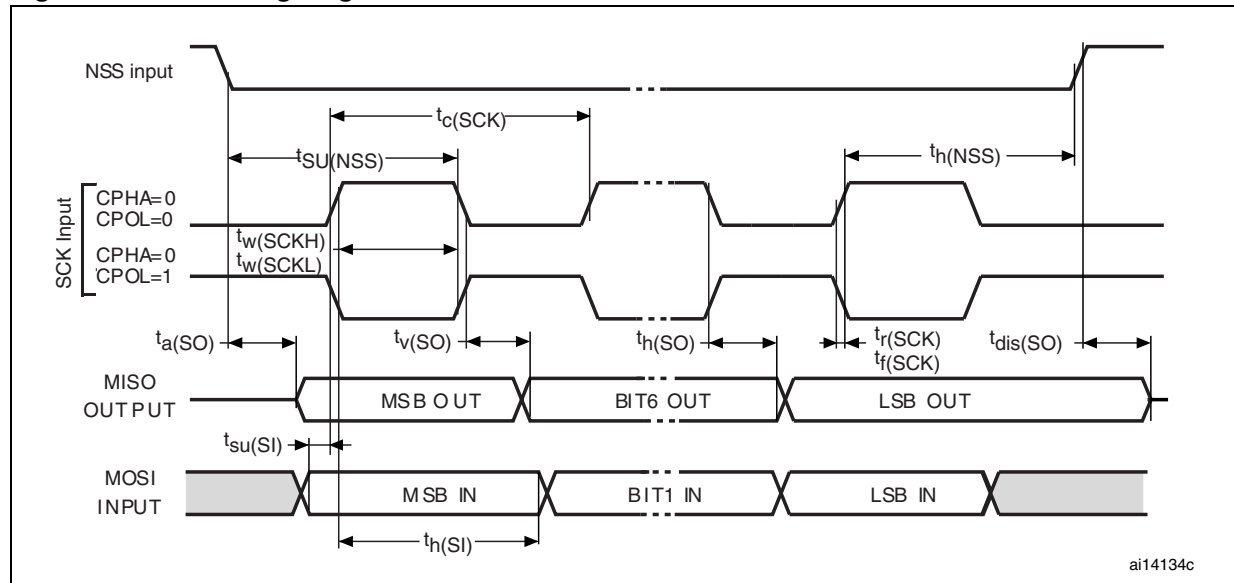 NSS input
tc(SCK)
tSU(NSS)
th(NSS)
SCK Input
CPHA=0
CPOL=0
tw(SCKH)
CPHA=0
tw(SCKL)
CPOL=1
ta(SO)
tv(SO)
th(SO)
tr(SCK)
tf(SCK)
tdis(SO)
MISO
OUTPUT
MSB OUT
BIT6 OUT
LSB OUT
tsu(SI)
MOSI
INPUT
MSB IN
BIT1 IN
LSB IN
th(SI)
ai14134c